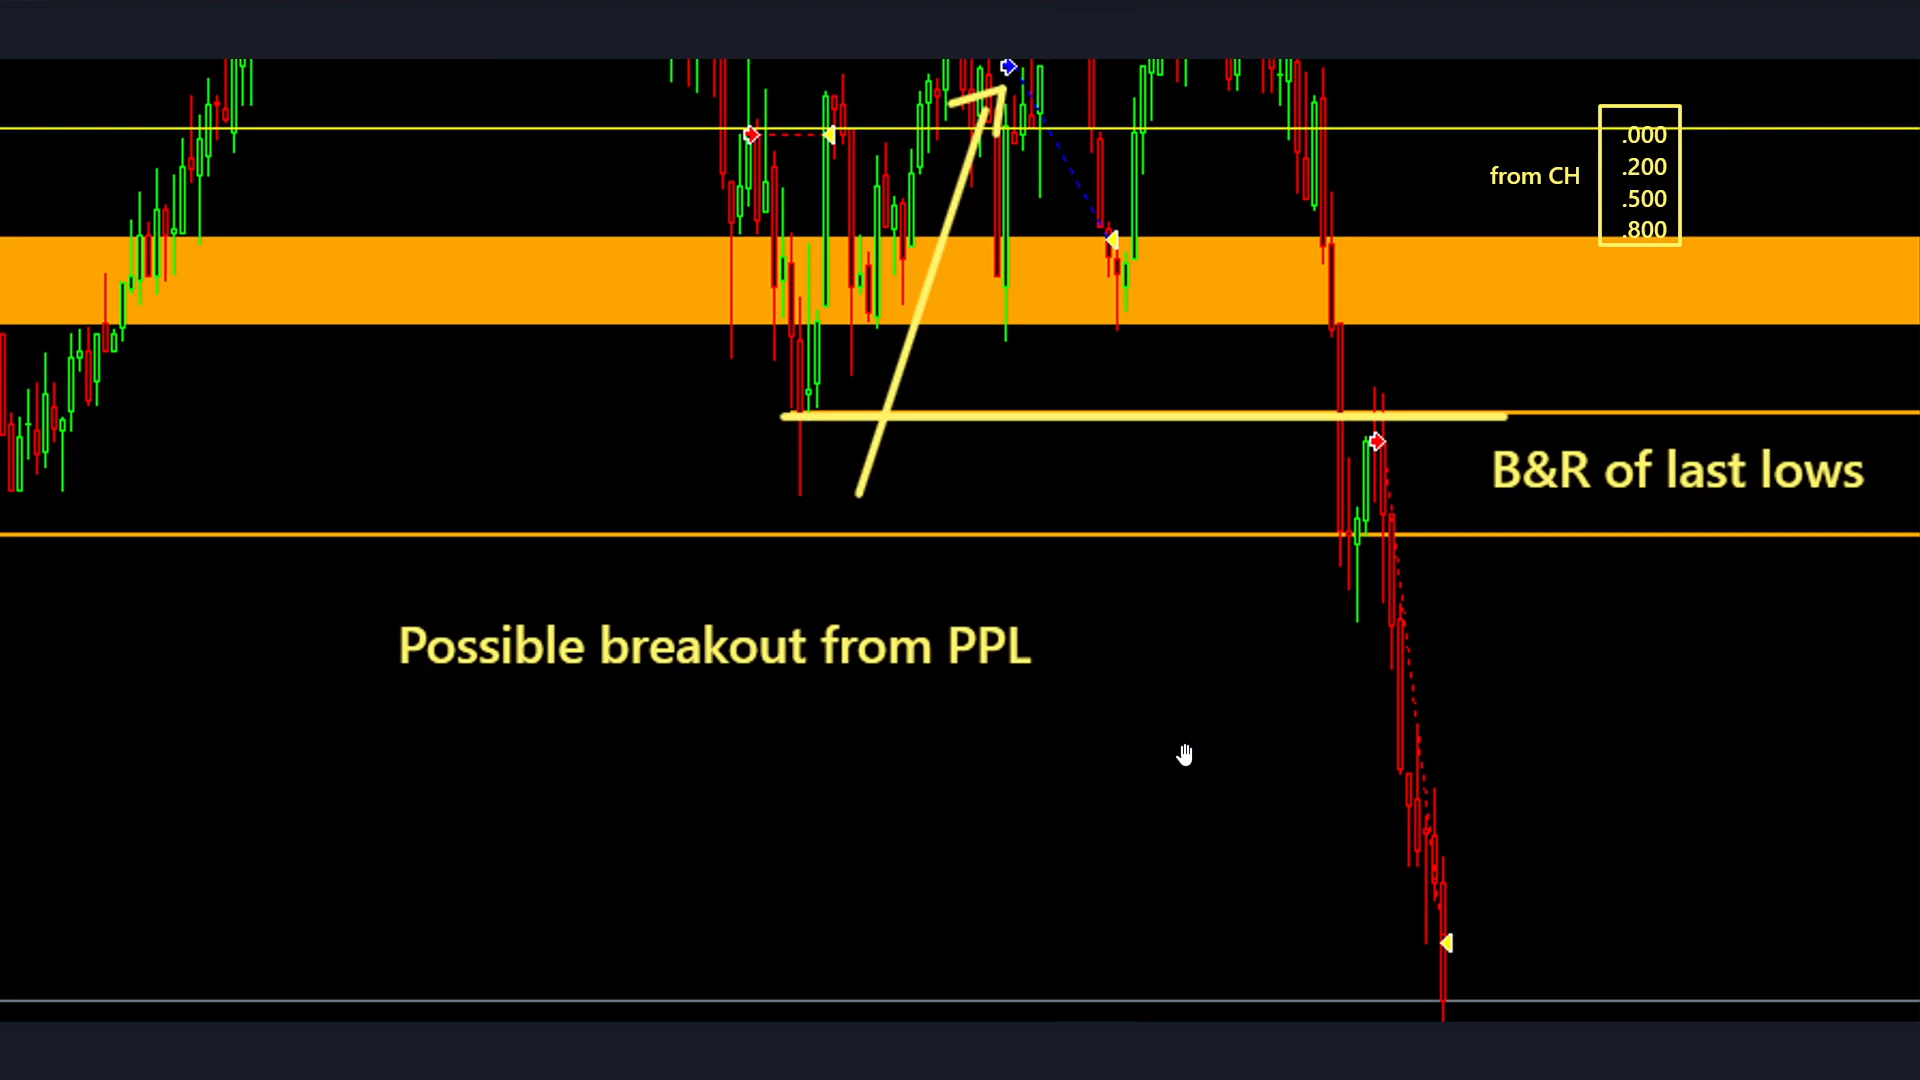 .000
.200
from CH
.500
.800
B&R of last lows
Possible breakout from PPL